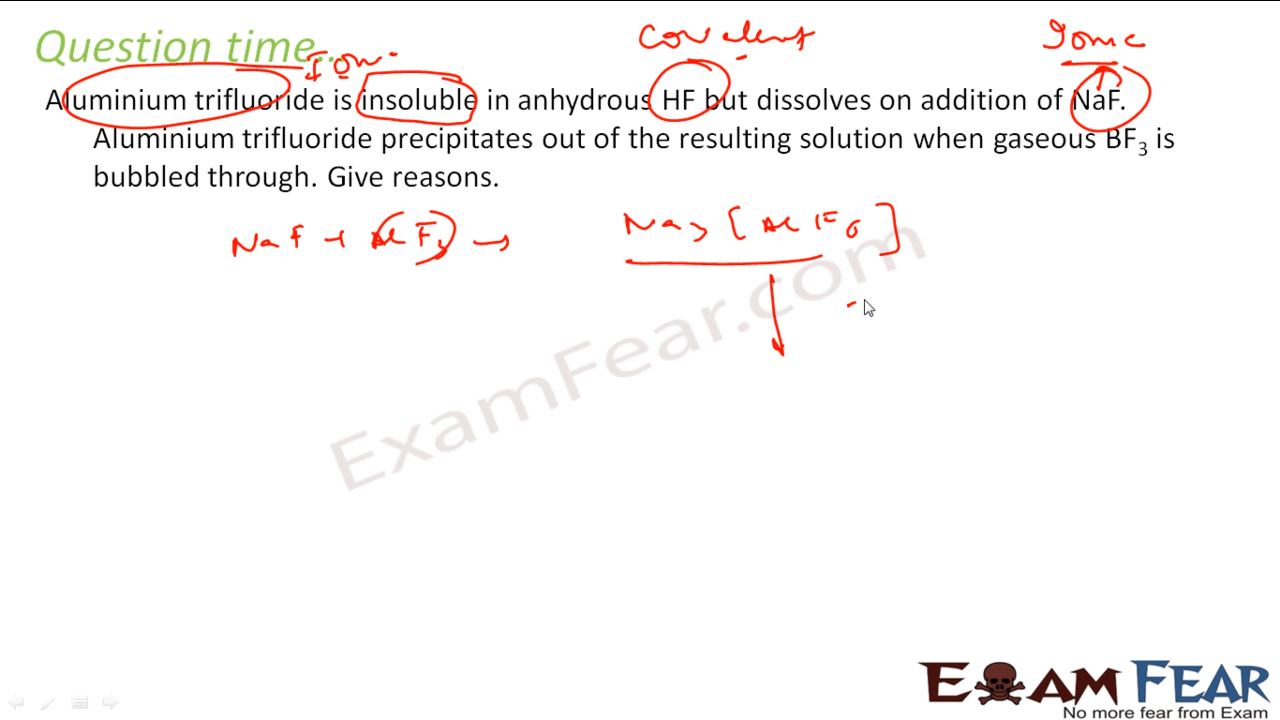 Question time...
Ion.
Covalent
Ionic
Aluminium trifluoride is insoluble in anhydrous HF but dissolves on addition of NaF.
Aluminium trifluoride precipitates out of the resulting solution when gaseous BF₃ is
bubbled through. Give reasons.
NaF + AlF₃ → Na₃[AlF₆]
ExamFear.com
EXAM FEAR
No more fear from Exam